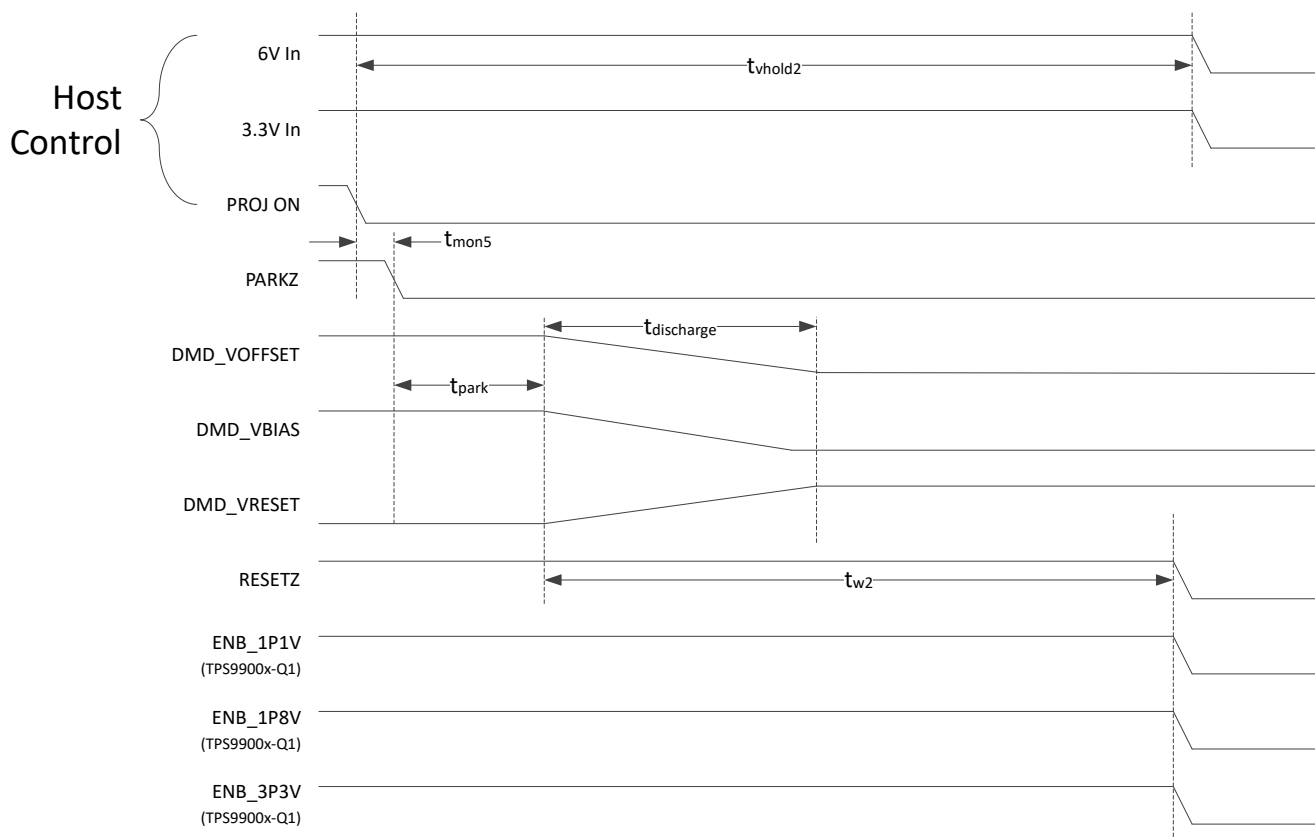 Host
Control
6V In
tvhold2
3.3V In
PROJ ON
tmon5
PARKZ
tdischarge
DMD_VOFFSET
tpark
DMD_VBIAS
DMD_VRESET
RESETZ
tw2
ENB_1P1V
(TPS9900x-Q1)
ENB_1P8V
(TPS9900x-Q1)
ENB_3P3V
(TPS9900x-Q1)